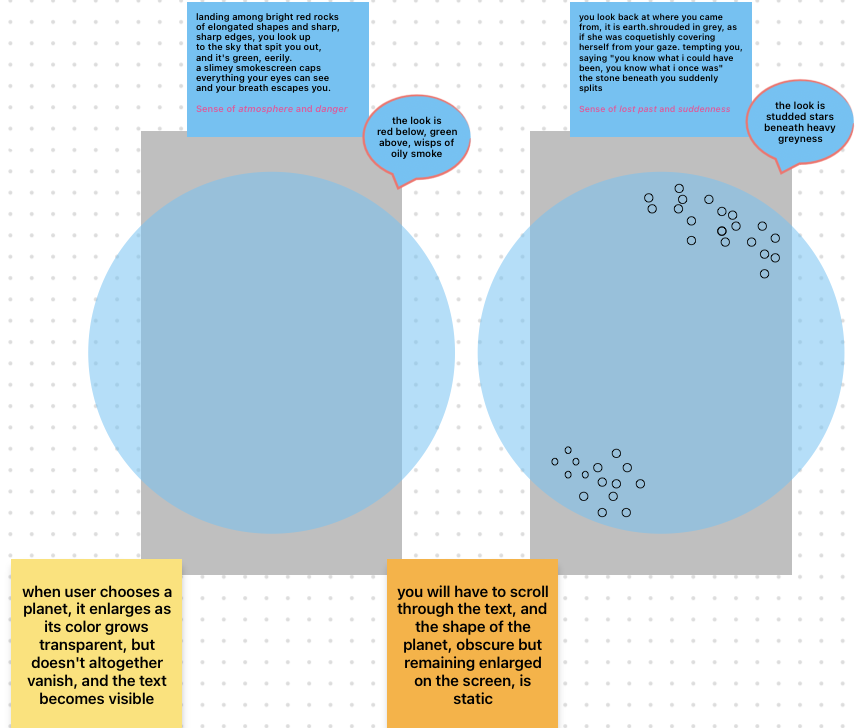 landing among bright red rocks
of elongated shapes and sharp,
sharp edges, you look up
to the sky that spit you out,
and it's green, eerily.
a slimey smokescreen caps
everything your eyes can see
and your breath escapes you.
Sense of atmosphere and danger
the look is
red below, green
above, wisps of
oily smoke
you look back at where you came
from, it is earth.shrouded in grey, as
if she was coquetishly covering
herself from your gaze. tempting you,
saying "you know what i could have
been, you know what i once was"
the stone beneath you suddenly
splits
Sense of lost past and suddenness
the look is
studded stars
beneath heavy
greyness
when user chooses a
planet, it enlarges as
its color grows
transparent, but
doesn't altogether
vanish, and the text
becomes visible
you will have to scroll
through the text, and
the shape of the
planet, obscure but
remaining enlarged
on the screen, is
static